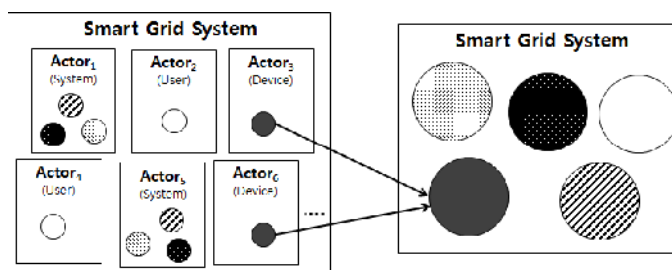 Smart Grid System
Actor1
(System)
Actor2
(User)
Actor3
(Device)
Actor4
(User)
Actor5
(System)
Actor6
(Device)
....
Smart Grid System